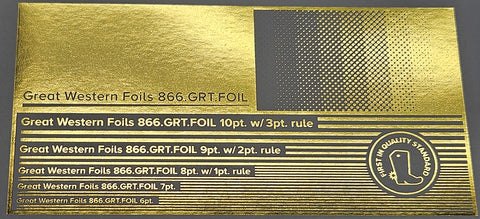 Great Western Foils 866.GRT.FOIL
Great Western Foils 866.GRT.FOIL 10pt. w/ 3pt. rule
Great Western Foils 866.GRT.FOIL 9pt. w/ 2pt. rule
Great Western Foils 866.GRT.FOIL 8pt. w/ 1pt. rule
Great Western Foils 866.GRT.FOIL 7pt.
Great Western Foils 866.GRT.FOIL 6pt.
FIRST IN QUALITY STANDARD